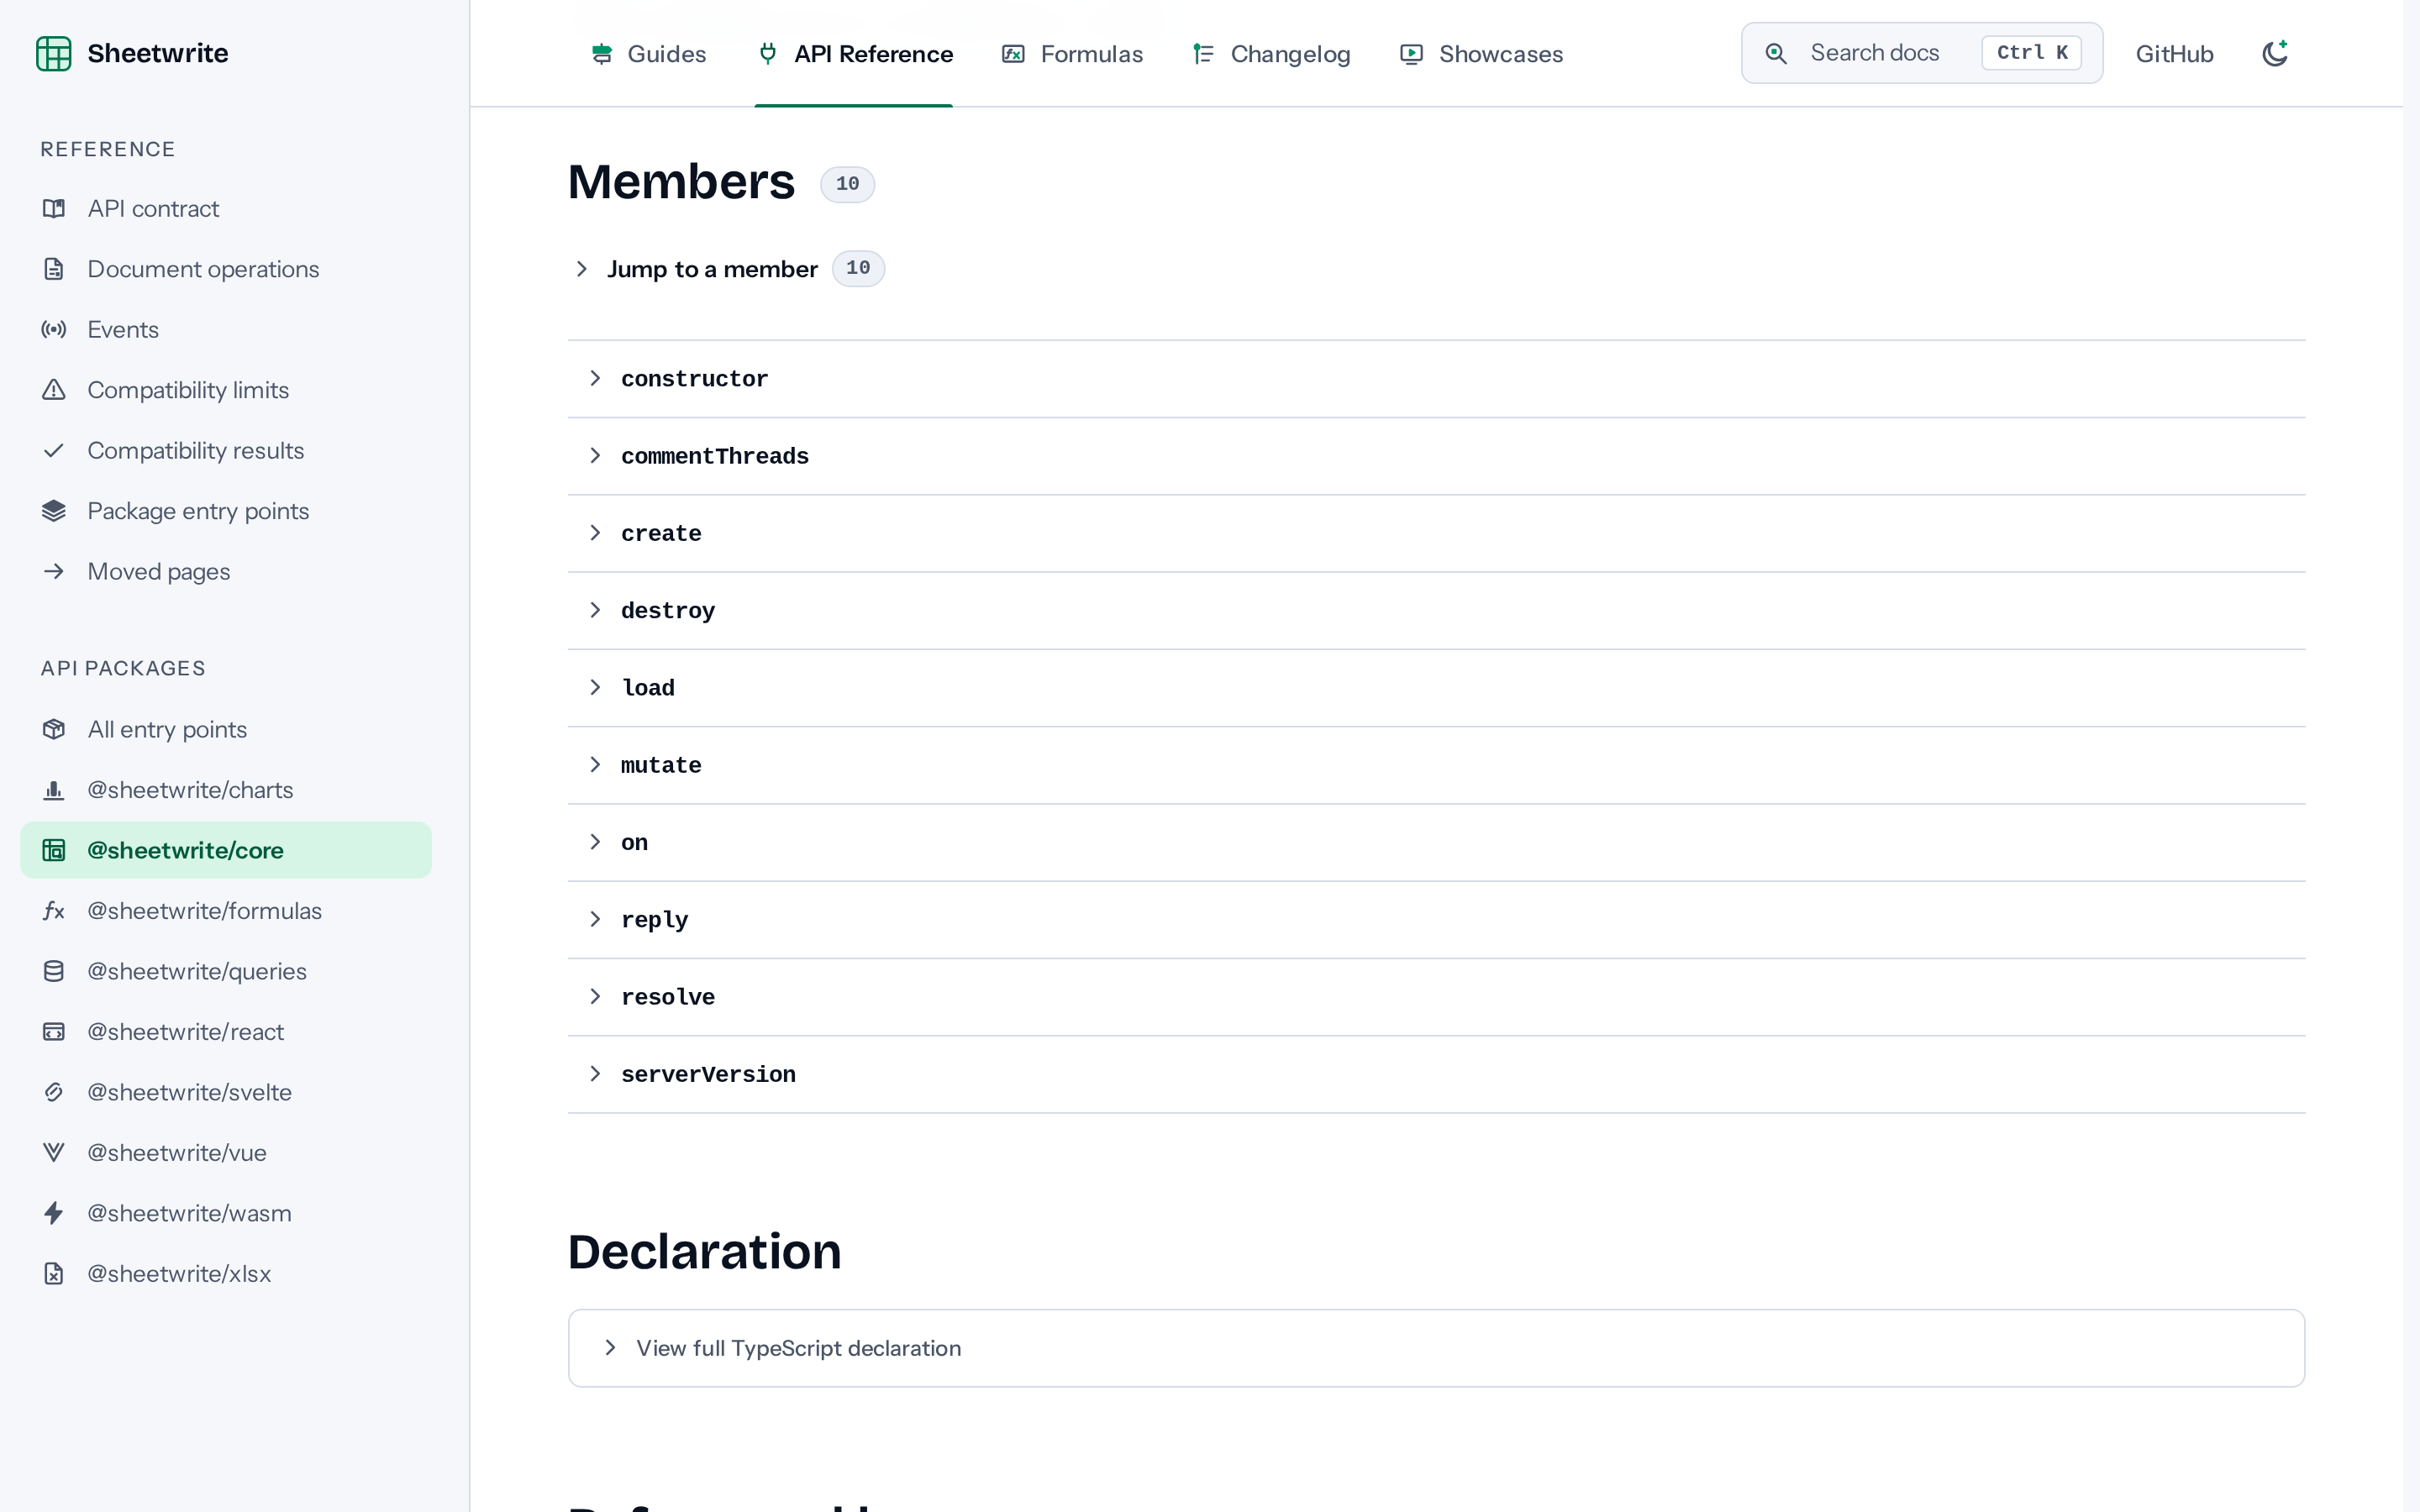 Sheetwrite
Guides
API Reference
Formulas
Changelog
Showcases
Search docs
Ctrl K
GitHub
REFERENCE
API contract
Document operations
Events
Compatibility limits
Compatibility results
Package entry points
Moved pages
API PACKAGES
All entry points
@sheetwrite/charts
@sheetwrite/core
@sheetwrite/formulas
@sheetwrite/queries
@sheetwrite/react
@sheetwrite/svelte
@sheetwrite/vue
@sheetwrite/wasm
@sheetwrite/xlsx
Members 10
Jump to a member 10
constructor
commentThreads
create
destroy
load
mutate
on
reply
resolve
serverVersion
Declaration
View full TypeScript declaration